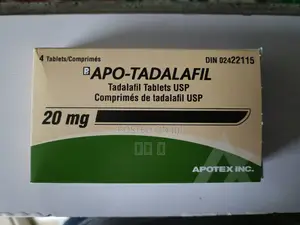 4 Tablets/Comprimés
DIN 02422115
APO-TADALAFIL
Tadalafil Tablets USP
Comprimés de tadalafil USP
20 mg
APOTEX INC.